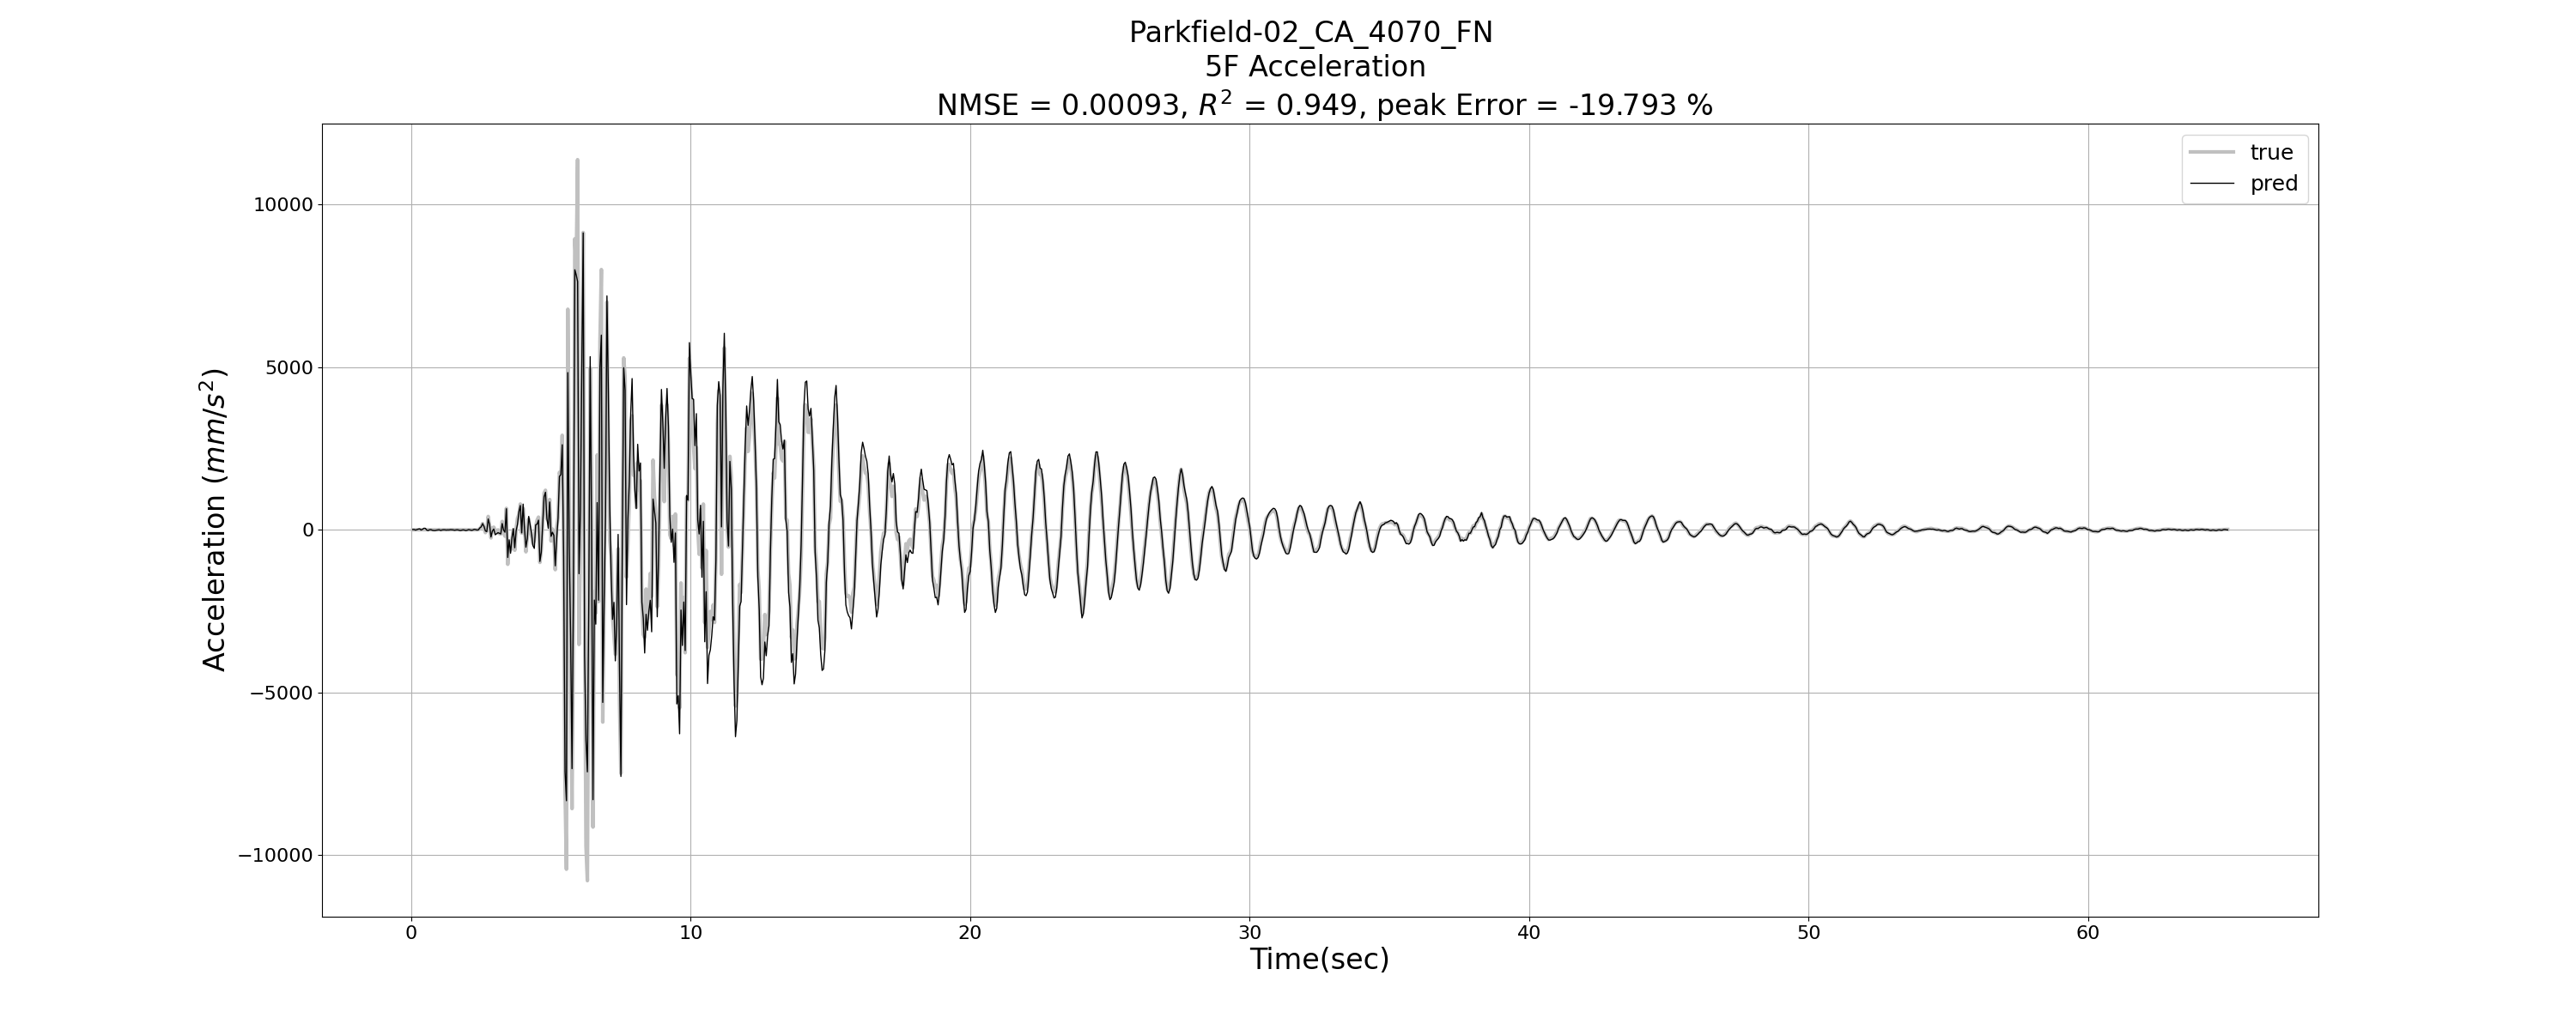 Parkfield-02_CA_4070_FN
5F Acceleration
NMSE = 0.00093, R² = 0.949, peak Error = -19.793 %
true
pred
10000
5000
0
−5000
−10000
Acceleration (mm/s²)
0 10 20 30 40 50 60
Time(sec)